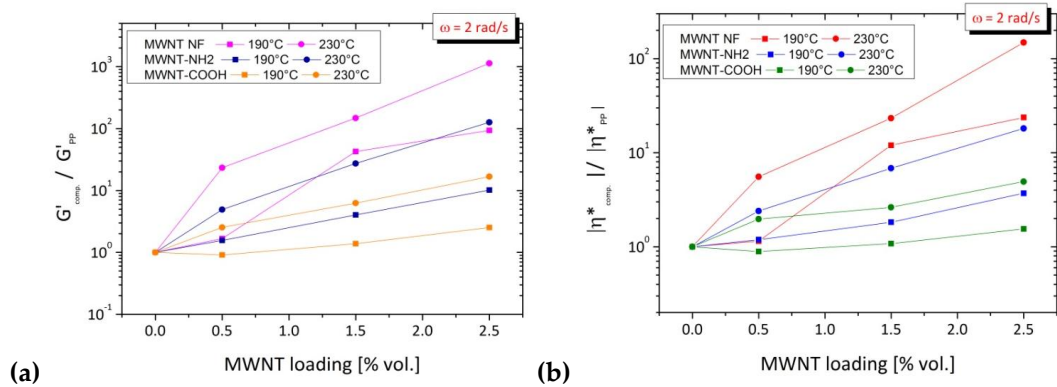 ω = 2 rad/s
MWNT NF 190°C 230°C
MWNT-NH2 190°C 230°C
MWNT-COOH 190°C 230°C
10³
10²
10¹
10⁰
10⁻¹
G'comp. / G'PP
0.0 0.5 1.0 1.5 2.0 2.5
MWNT loading [% vol.]
(a)
ω = 2 rad/s
MWNT NF 190°C 230°C
MWNT-NH2 190°C 230°C
MWNT-COOH 190°C 230°C
10²
10¹
10⁰
|η*comp. | / |η*PP |
0.0 0.5 1.0 1.5 2.0 2.5
MWNT loading [% vol.]
(b)